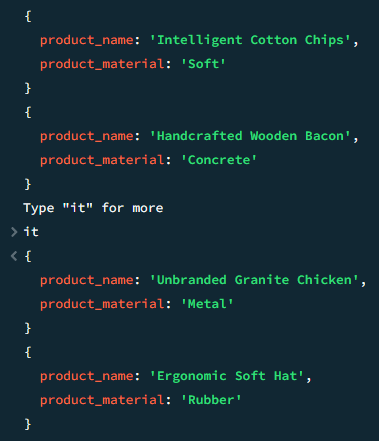 {
product_name: 'Intelligent Cotton Chips',
product_material: 'Soft'
}
{
product_name: 'Handcrafted Wooden Bacon',
product_material: 'Concrete'
}
Type "it" for more
> it
< {
product_name: 'Unbranded Granite Chicken',
product_material: 'Metal'
}
{
product_name: 'Ergonomic Soft Hat',
product_material: 'Rubber'
}